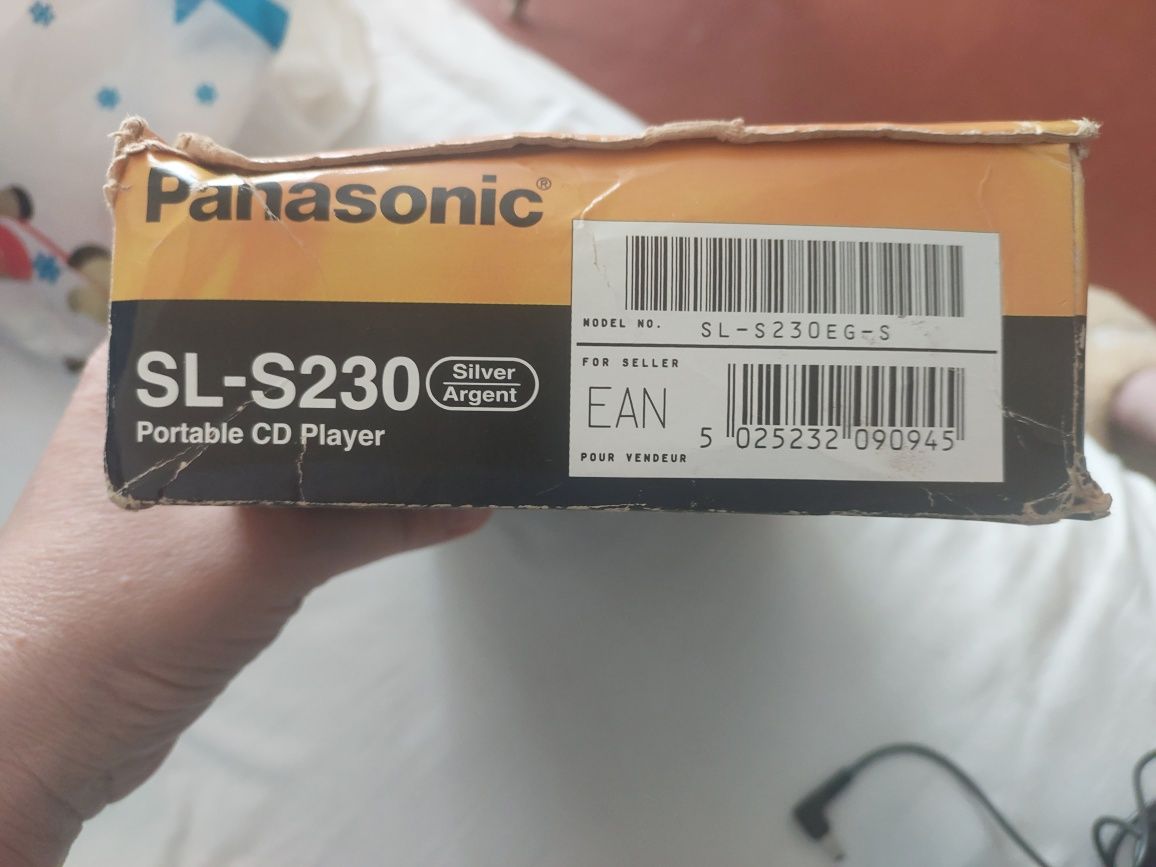 Panasonic®
SL-S230 Silver Argent
Portable CD Player
MODEL NO. SL-S230EG-S
FOR SELLER
EAN
5 025232 090945
POUR VENDEUR